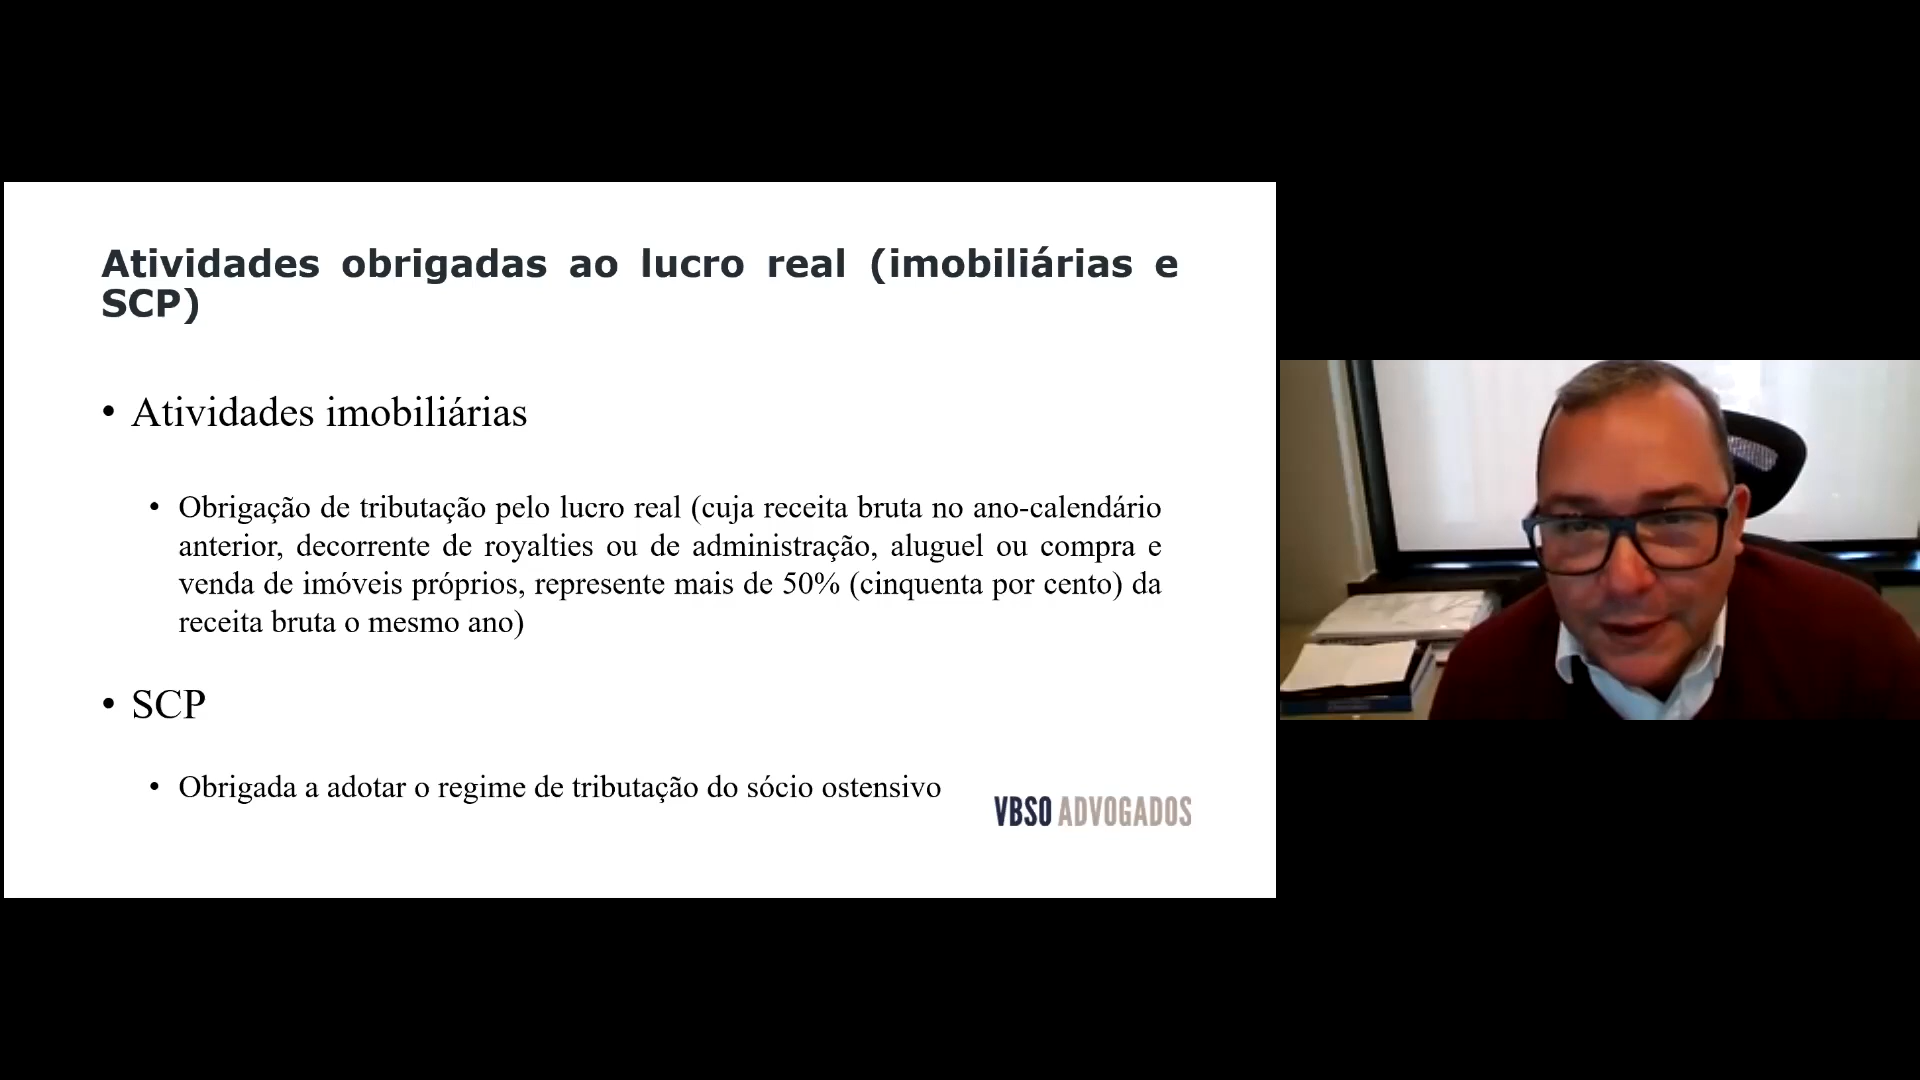 Atividades obrigadas ao lucro real (imobiliárias e
SCP)
• Atividades imobiliárias
• Obrigação de tributação pelo lucro real (cuja receita bruta no ano-calendário
anterior, decorrente de royalties ou de administração, aluguel ou compra e
venda de imóveis próprios, represente mais de 50% (cinquenta por cento) da
receita bruta o mesmo ano)
• SCP
• Obrigada a adotar o regime de tributação do sócio ostensivo
VBSO ADVOGADOS